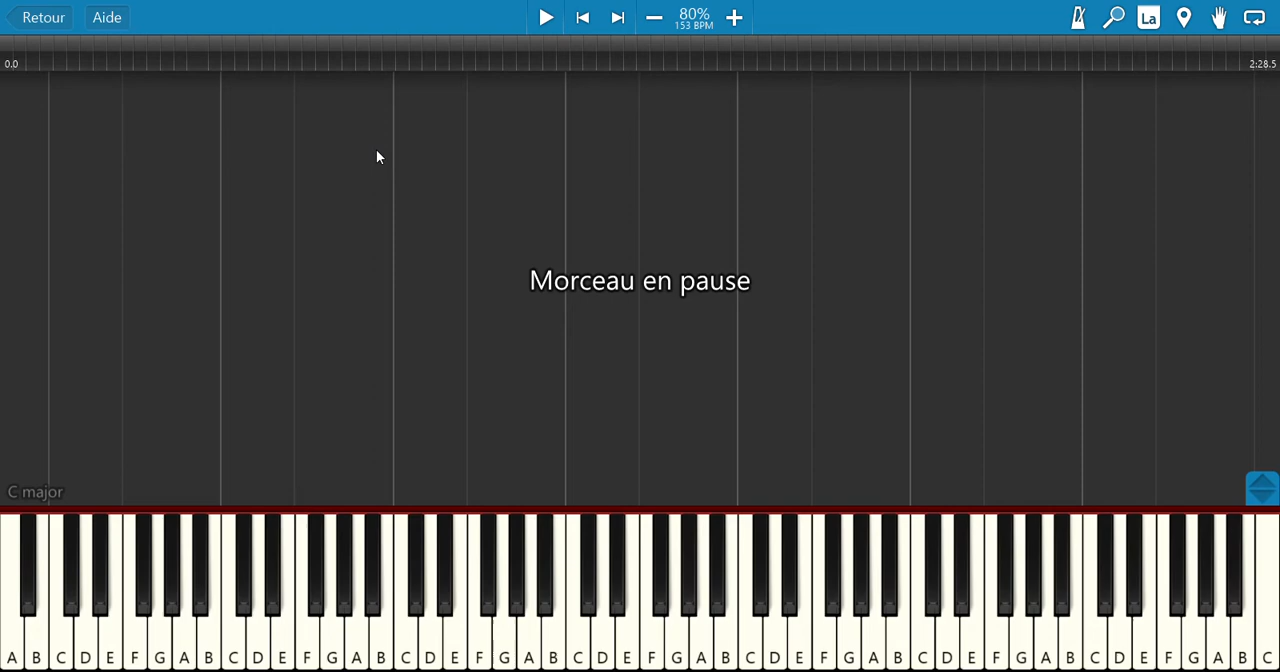 Retour Aide 80% La
153 BPM
0.0 2:28.5
Morceau en pause
C major
A B C D E F G A B C D E F G A B C D E F G A B C D E F G A B C D E F G A B C D E F G A B C D E F G A B C